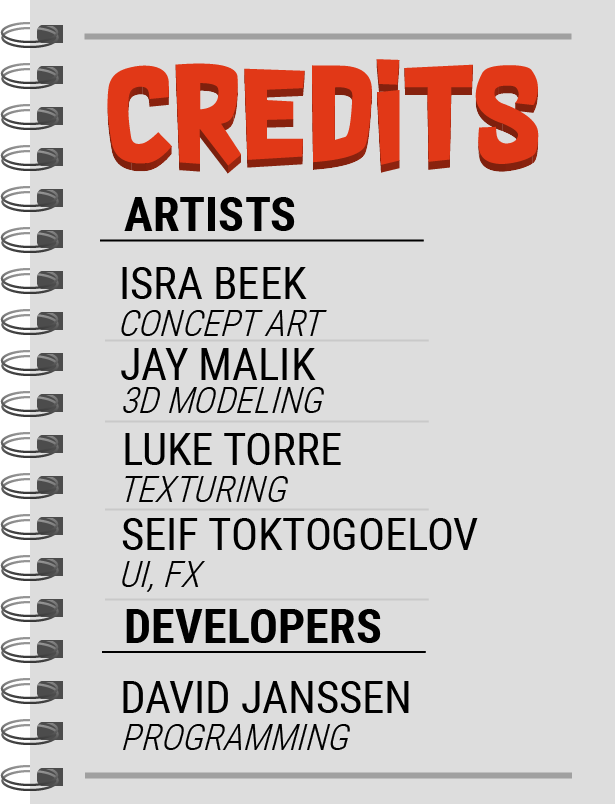 CREDiTS
ARTISTS
ISRA BEEK
CONCEPT ART
JAY MALIK
3D MODELING
LUKE TORRE
TEXTURING
SEIF TOKTOGOELOV
UI, FX
DEVELOPERS
DAVID JANSSEN
PROGRAMMING